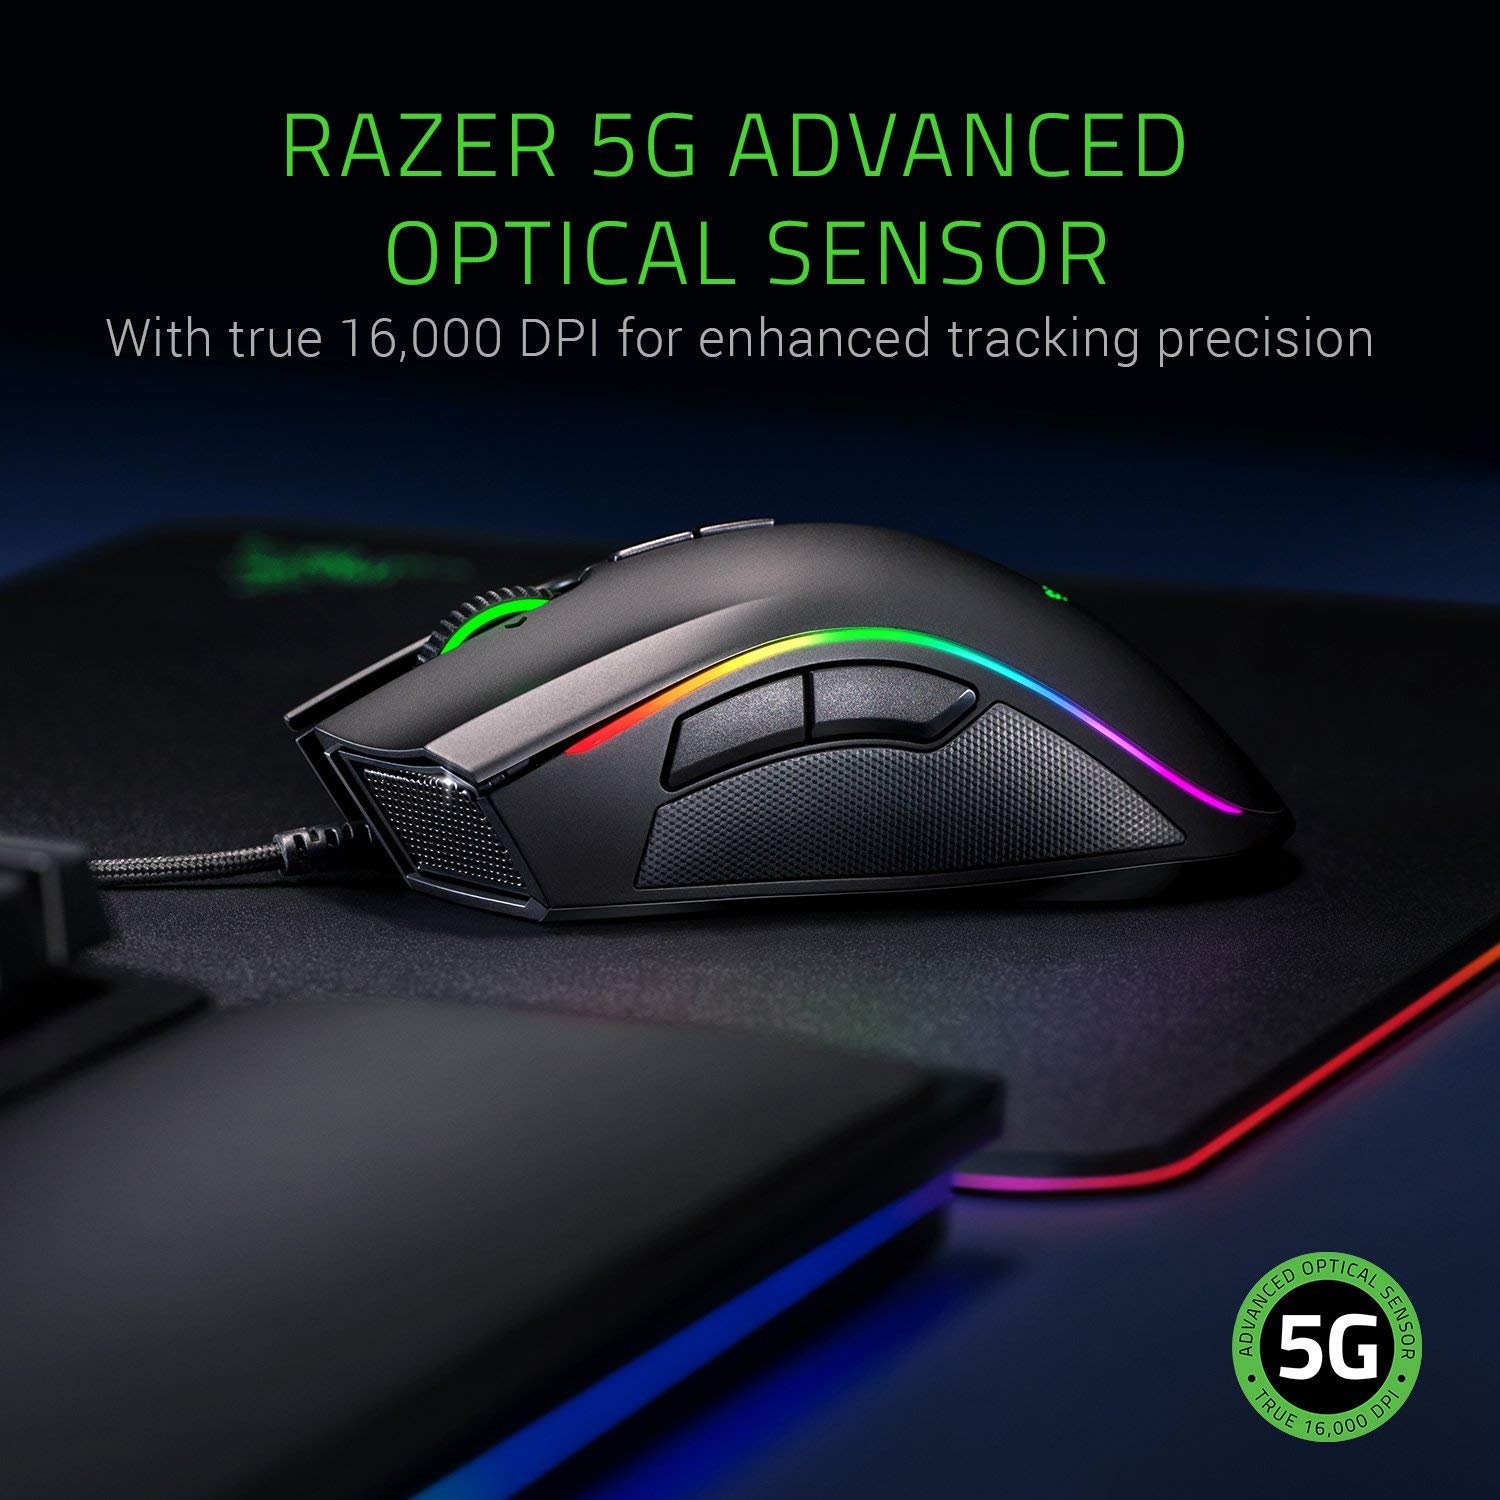 RAZER 5G ADVANCED
OPTICAL SENSOR
With true 16,000 DPI for enhanced tracking precision
ADVANCED OPTICAL SENSOR
5G
• TRUE 16,000 DPI •